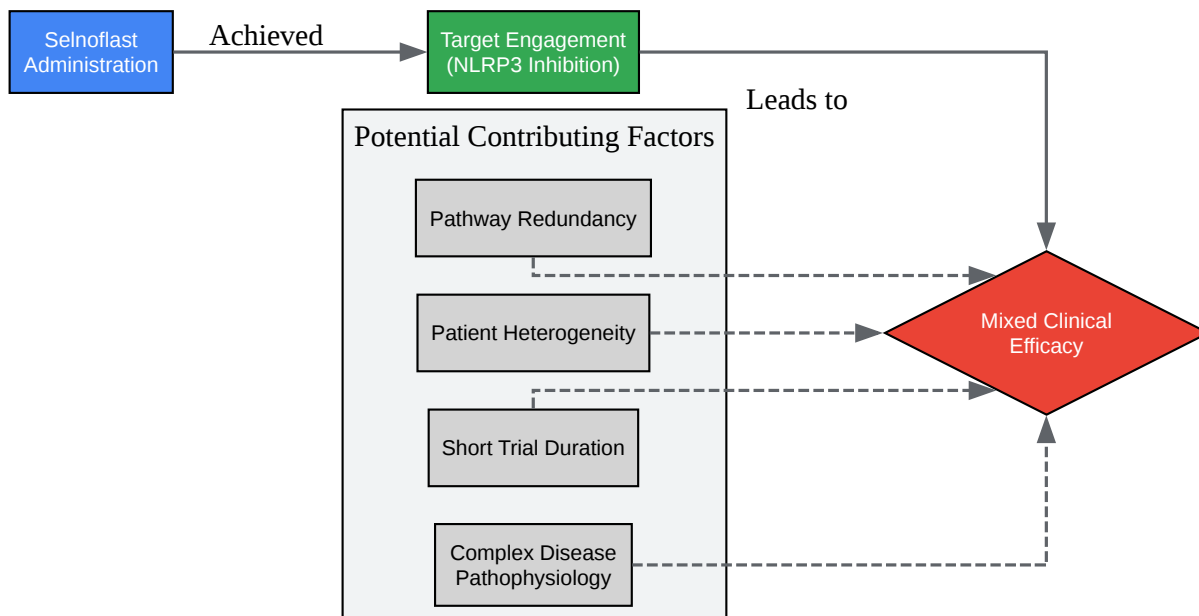 Selnoflast
Administration
Achieved
Target Engagement
(NLRP3 Inhibition)
Leads to
Potential Contributing Factors
Pathway Redundancy
Patient Heterogeneity
Short Trial Duration
Complex Disease
Pathophysiology
Mixed Clinical
Efficacy